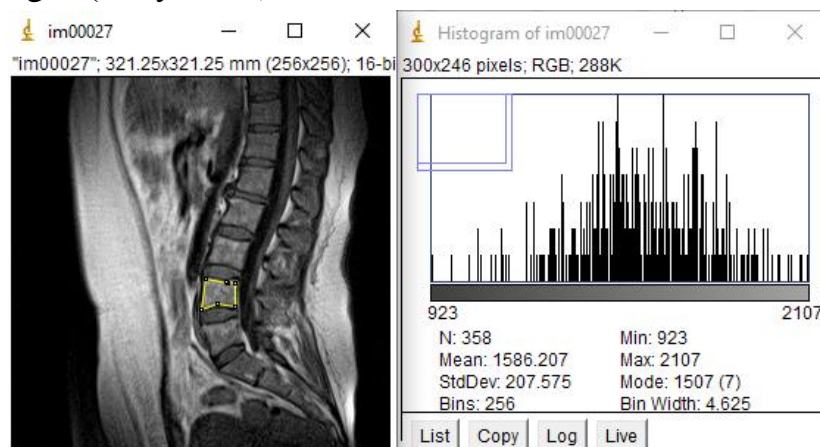 im00027
"im00027"; 321.25x321.25 mm (256x256); 16-bi
Histogram of im00027
300x246 pixels; RGB; 288K
923 2107
N: 358 Min: 923
Mean: 1586.207 Max: 2107
StdDev: 207.575 Mode: 1507 (7)
Bins: 256 Bin Width: 4.625
List Copy Log Live